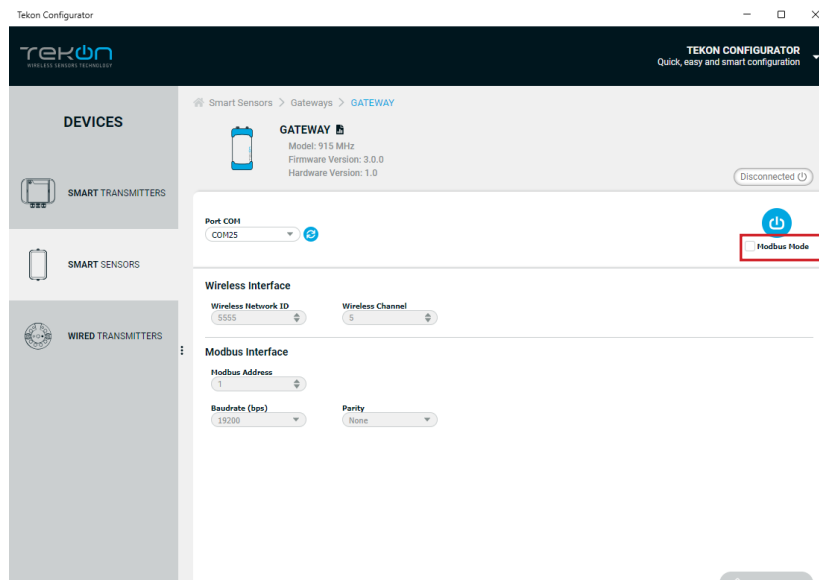 Tekon Configurator
TEKON
WIRELESS SENSORS TECHNOLOGY
TEKON CONFIGURATOR
Quick, easy and smart configuration
DEVICES
SMART TRANSMITTERS
SMART SENSORS
WIRED TRANSMITTERS
Smart Sensors > Gateways > GATEWAY
GATEWAY
Model: 915 MHz
Firmware Version: 3.0.0
Hardware Version: 1.0
Disconnected
Port COM
COM25
Modbus Mode
Wireless Interface
Wireless Network ID Wireless Channel
5555 5
Modbus Interface
Modbus Address
1
Baudrate (bps) Parity
19200 None